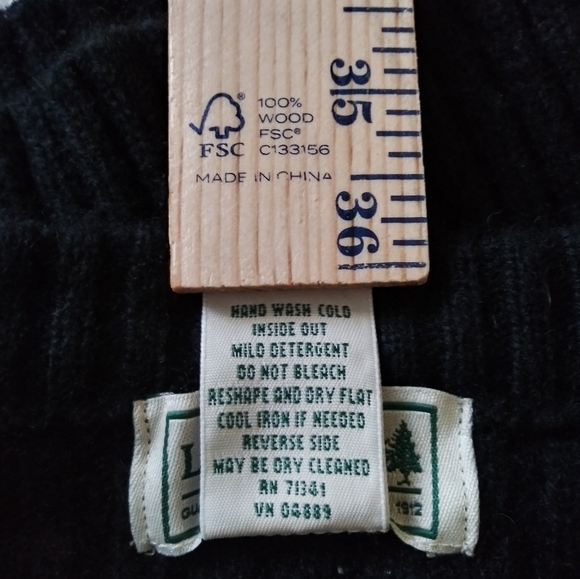 35
100%
WOOD
FSC®
FSC C133156
MADE IN CHINA
36
HAND WASH COLD
INSIDE OUT
MILD DETERGENT
DO NOT BLEACH
RESHAPE AND DRY FLAT
COOL IRON IF NEEDED
REVERSE SIDE
MAY BE DRY CLEANED
RN 71341
VN 04889
L
GU 1912